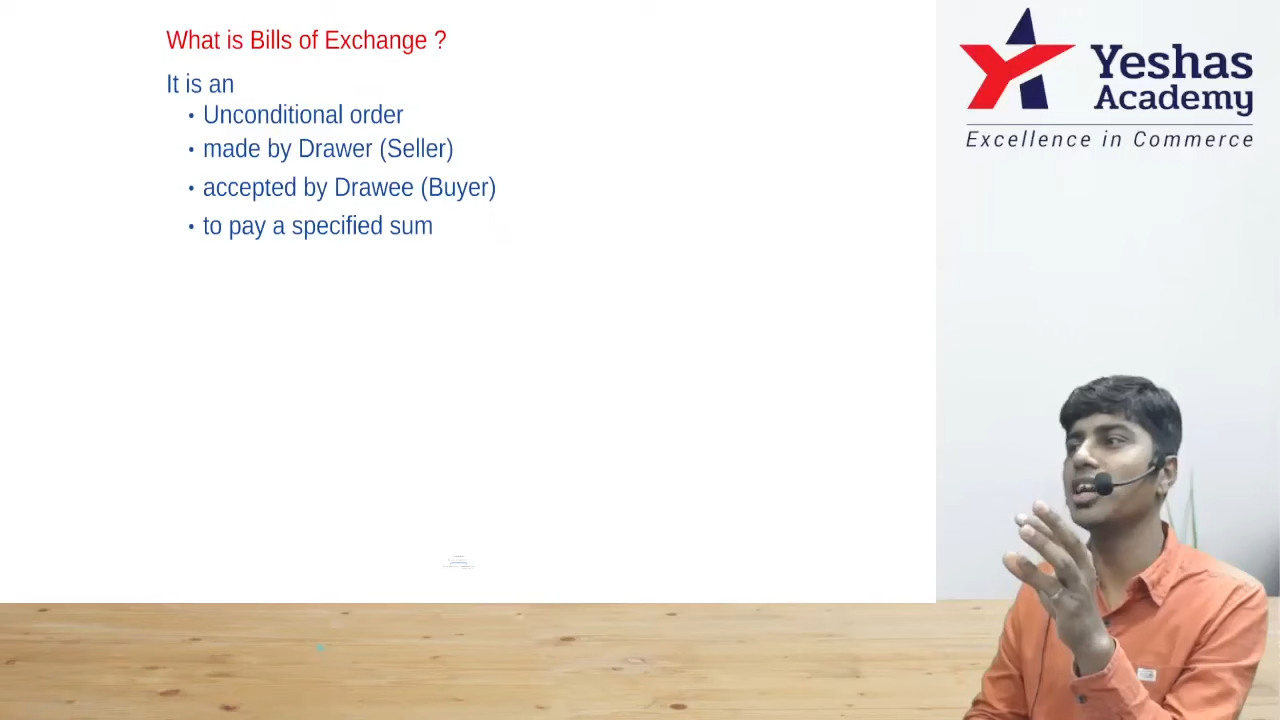 What is Bills of Exchange ?
It is an
• Unconditional order
• made by Drawer (Seller)
• accepted by Drawee (Buyer)
• to pay a specified sum
Yeshas
Academy
Excellence in Commerce